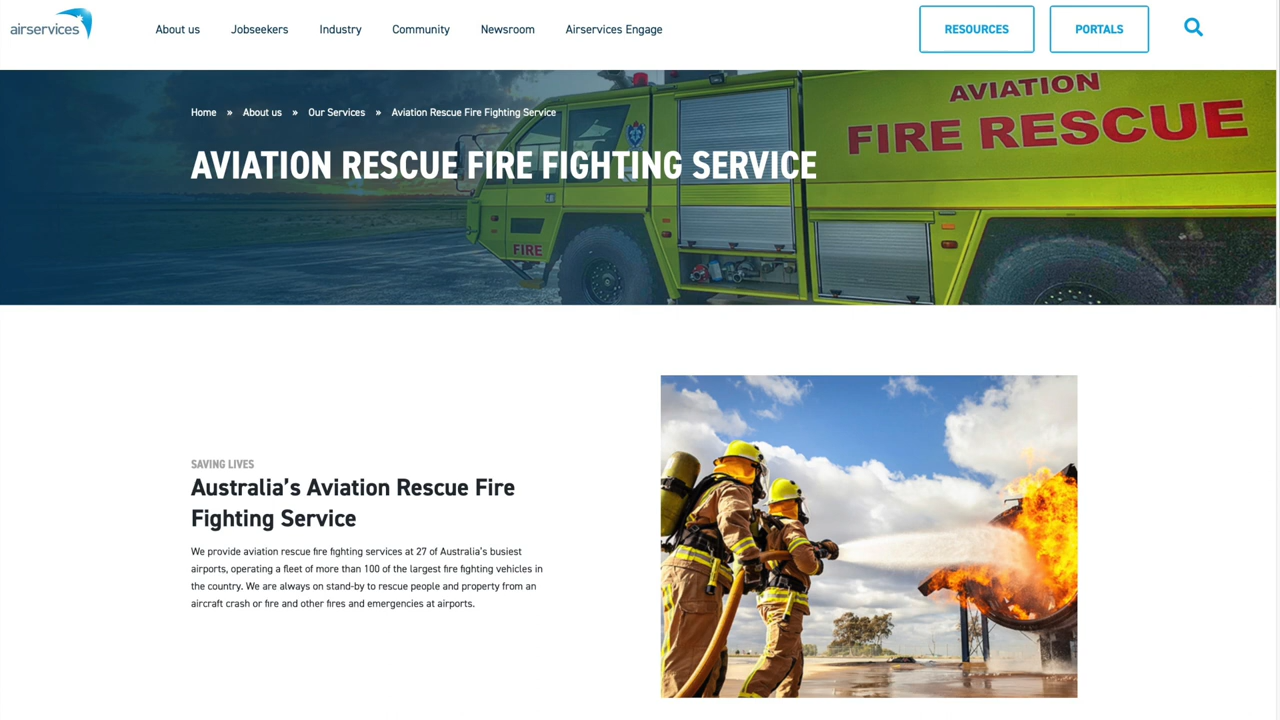 airservices
About us Jobseekers Industry Community Newsroom Airservices Engage
RESOURCES PORTALS
Home » About us » Our Services » Aviation Rescue Fire Fighting Service
AVIATION RESCUE FIRE FIGHTING SERVICE
AVIATION
FIRE RESCUE
FIRE
SAVING LIVES
Australia’s Aviation Rescue Fire
Fighting Service
We provide aviation rescue fire fighting services at 27 of Australia’s busiest
airports, operating a fleet of more than 100 of the largest fire fighting vehicles in
the country. We are always on stand-by to rescue people and property from an
aircraft crash or fire and other fires and emergencies at airports.